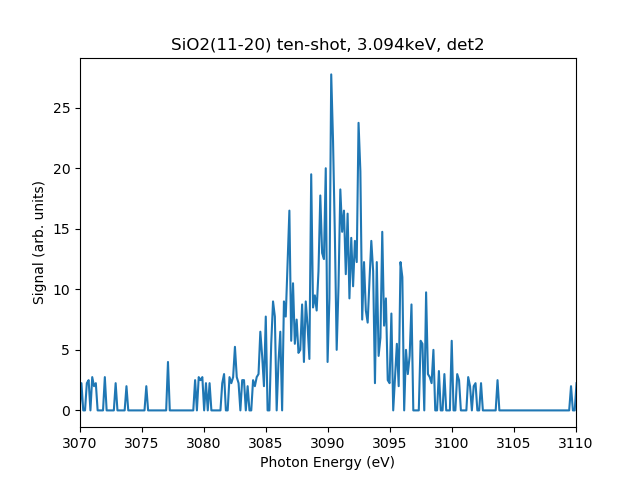 SiO2(11-20) ten-shot, 3.094keV, det2
Signal (arb. units)
25
20
15
10
5
0
3070 3075 3080 3085 3090 3095 3100 3105 3110
Photon Energy (eV)